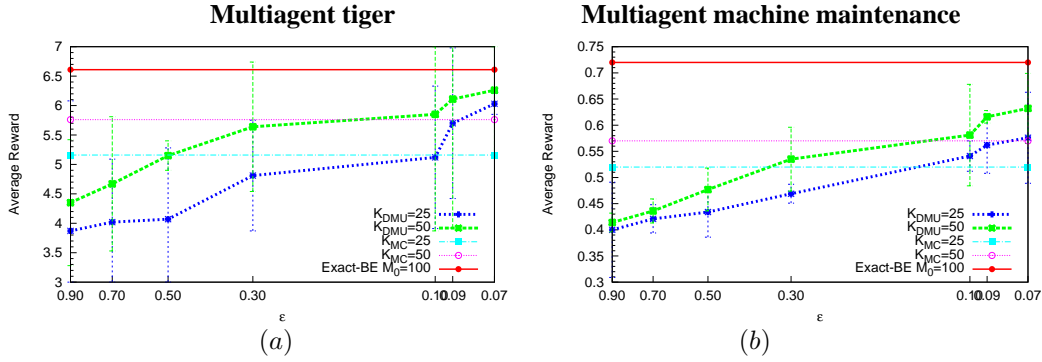 Multiagent tiger
Average Reward
7
6.5
6
5.5
5
4.5
4
3.5
3
K_DMU=25
K_DMU=50
K_MC=25
K_MC=50
Exact-BE M_0=100
0.90 0.70 0.50 0.30 0.10 0.09 0.07
ε
(a)
Multiagent machine maintenance
Average Reward
0.75
0.7
0.65
0.6
0.55
0.5
0.45
0.4
0.35
0.3
K_DMU=25
K_DMU=50
K_MC=25
K_MC=50
Exact-BE M_0=100
0.90 0.70 0.50 0.30 0.10 0.09 0.07
ε
(b)